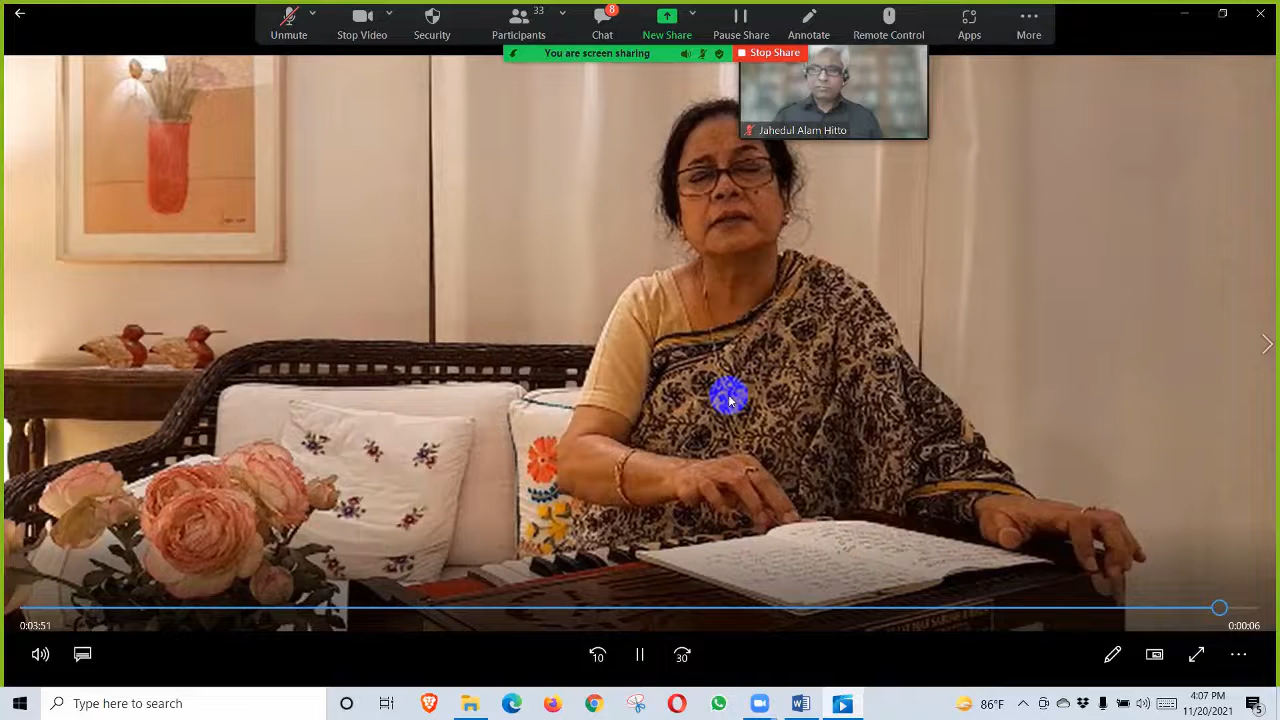 33
8
Unmute
Stop Video
Security
Participants
Chat
New Share
Pause Share
Annotate
Remote Control
Apps
More
You are screen sharing
Stop Share
Jahedul Alam Hitto
0:03:51
0:00:06
10
30
Type here to search
86°F
4:07 PM
11/20/2021
5